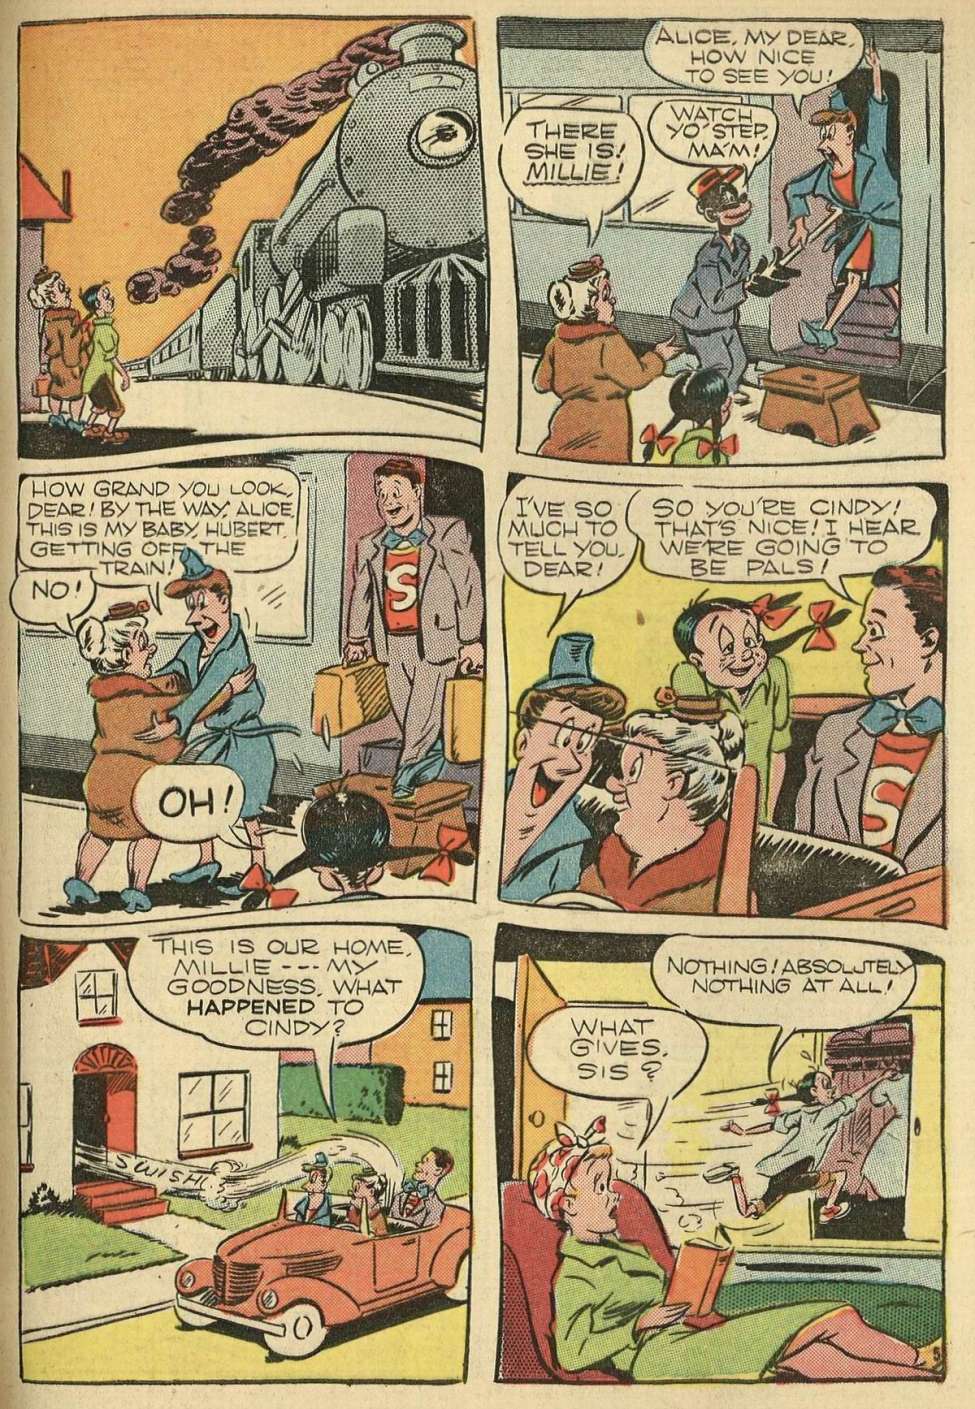 7
THERE
SHE IS!
MILLIE!
WATCH
YO' STEP,
MA'M!
ALICE, MY DEAR,
HOW NICE
TO SEE YOU!
HOW GRAND YOU LOOK,
DEAR! BY THE WAY, ALICE,
THIS IS MY BABY, HUBERT,
GETTING OFF THE
TRAIN!
NO!
S
OH!
I'VE SO
MUCH TO
TELL YOU,
DEAR!
SO YOU'RE CINDY!
THAT'S NICE! I HEAR
WE'RE GOING TO
BE PALS!
S
THIS IS OUR HOME,
MILLIE --- MY
GOODNESS, WHAT
HAPPENED TO
CINDY?
SWISH!
WHAT
GIVES,
SIS?
NOTHING! ABSOLUTELY
NOTHING AT ALL!
5